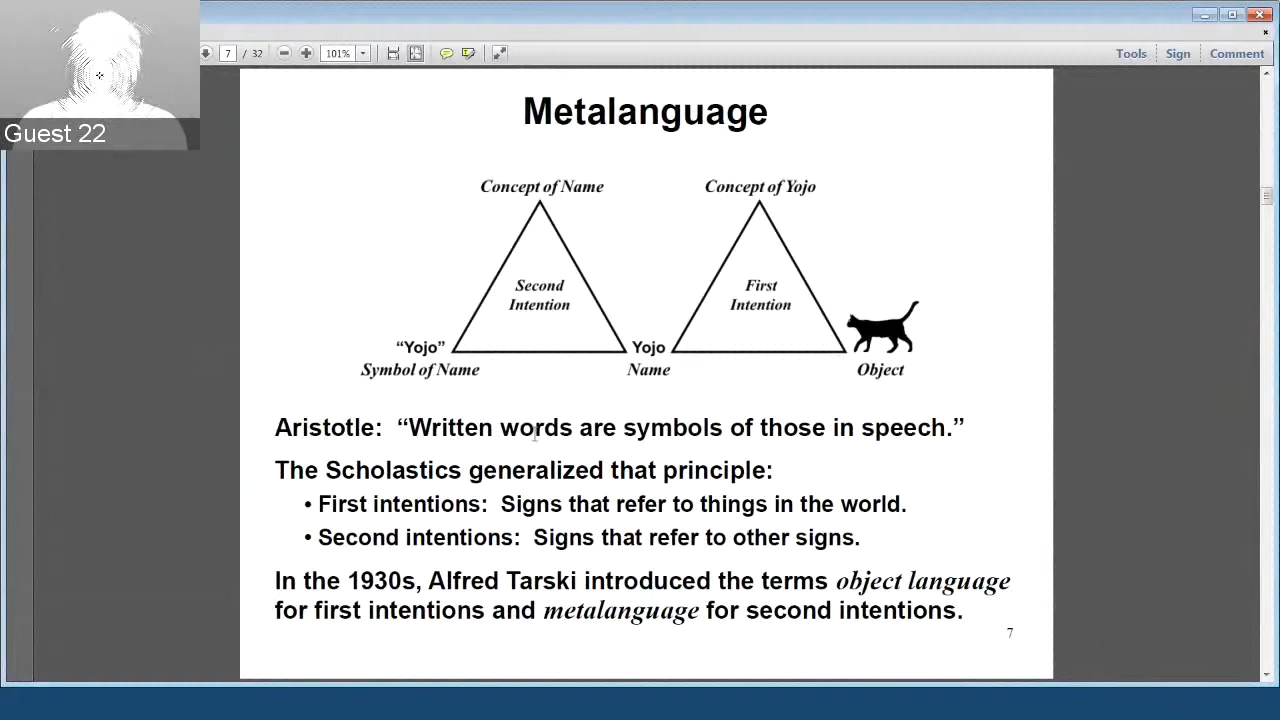 Guest 22
7 / 32
101%
Tools
Sign
Comment
Metalanguage
Concept of Name
Concept of Yojo
Second
Intention
First
Intention
“Yojo”
Yojo
Symbol of Name
Name
Object
Aristotle: “Written words are symbols of those in speech.”
The Scholastics generalized that principle:
• First intentions: Signs that refer to things in the world.
• Second intentions: Signs that refer to other signs.
In the 1930s, Alfred Tarski introduced the terms object language
for first intentions and metalanguage for second intentions.
7